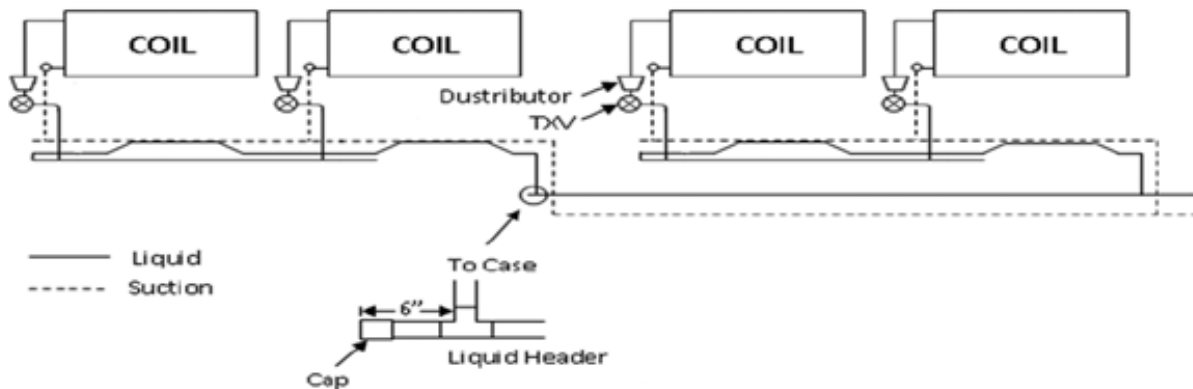 COIL
COIL
COIL
COIL
Dustributor
TXV
Liquid
Suction
To Case
6"
Liquid Header
Cap